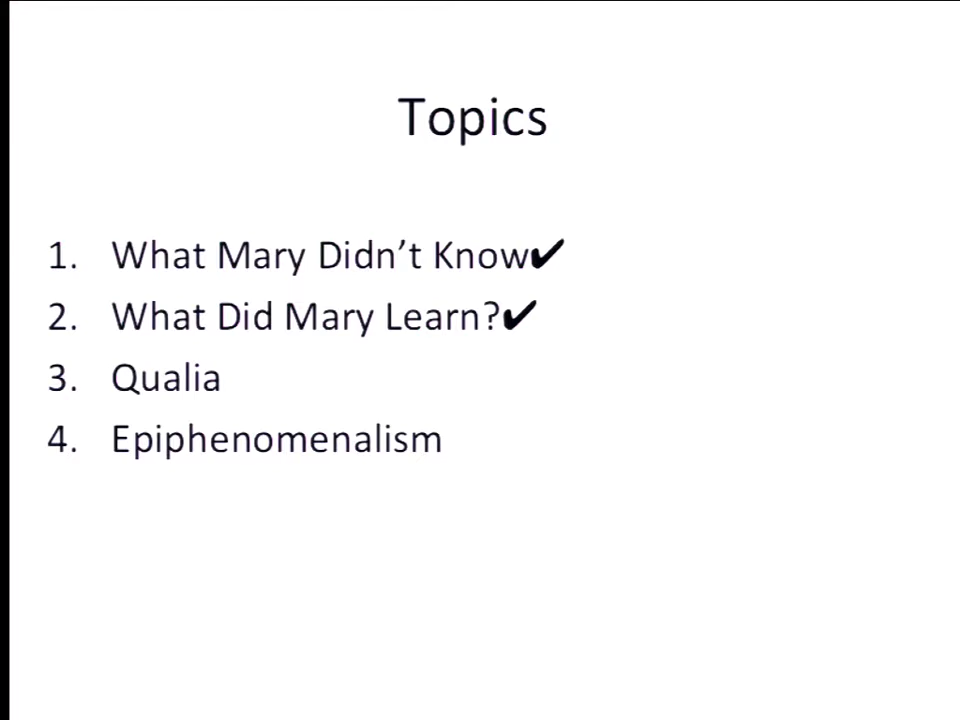 Topics
1. What Mary Didn’t Know✔
2. What Did Mary Learn?✔
3. Qualia
4. Epiphenomenalism